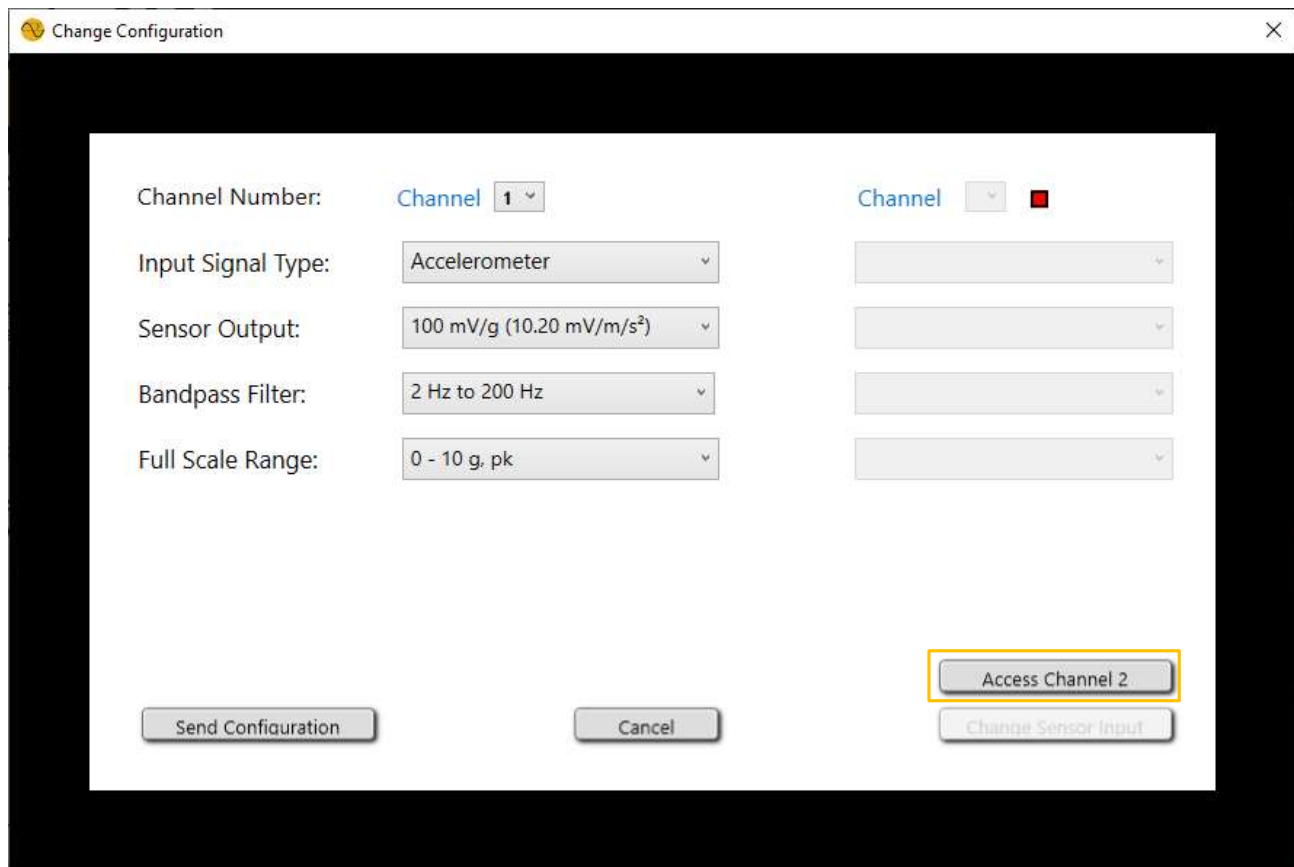 Change Configuration
Channel Number: Channel 1 Channel
Input Signal Type: Accelerometer
Sensor Output: 100 mV/g (10.20 mV/m/s²)
Bandpass Filter: 2 Hz to 200 Hz
Full Scale Range: 0 - 10 g, pk
Access Channel 2
Send Configuration Cancel Change Sensor Input